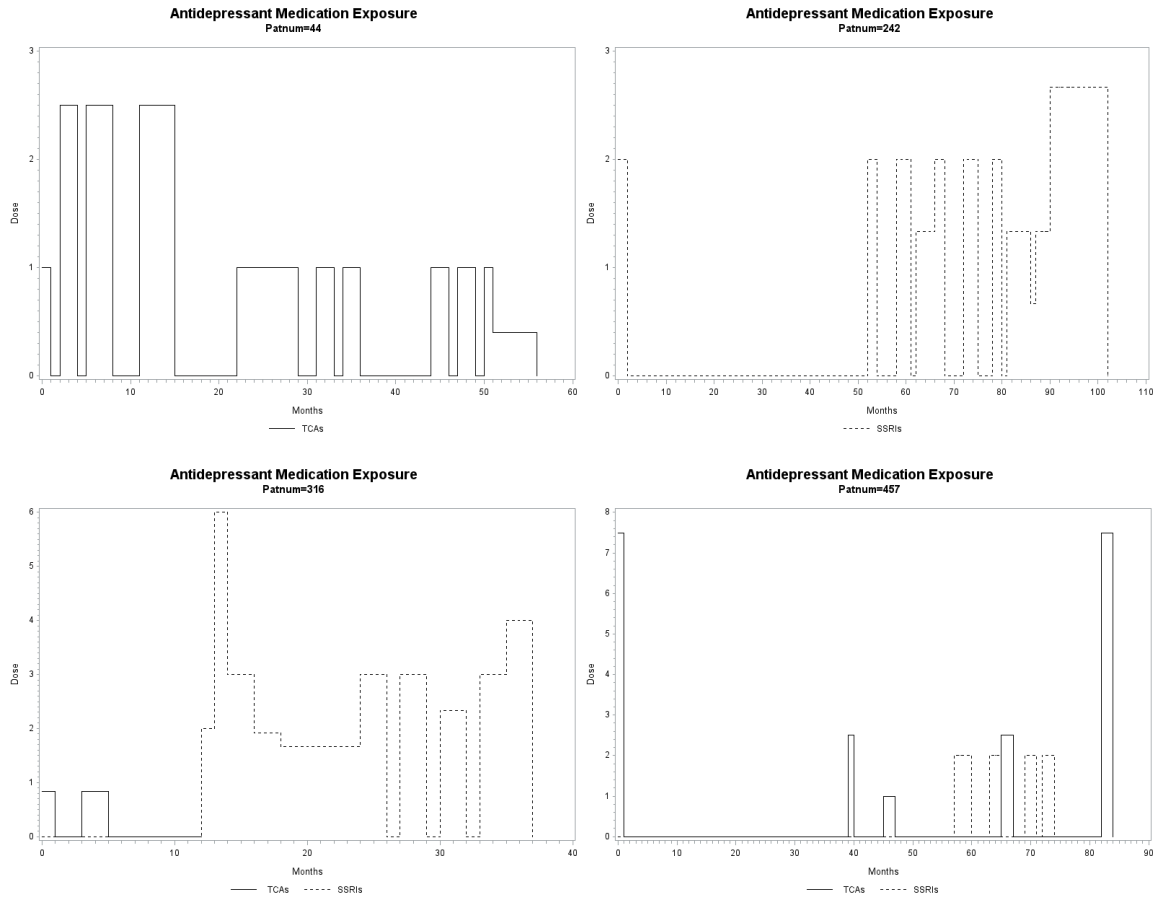 Antidepressant Medication Exposure
Patnum=44
3
2
1
0
Dose
0 10 20 30 40 50 60
Months
TCAs
Antidepressant Medication Exposure
Patnum=242
3
2
1
0
Dose
0 10 20 30 40 50 60 70 80 90 100 110
Months
SSRIs
Antidepressant Medication Exposure
Patnum=316
6
5
4
3
2
1
0
Dose
0 10 20 30 40
Months
TCAs SSRIs
Antidepressant Medication Exposure
Patnum=457
8
7
6
5
4
3
2
1
0
Dose
0 10 20 30 40 50 60 70 80 90
Months
TCAs SSRIs